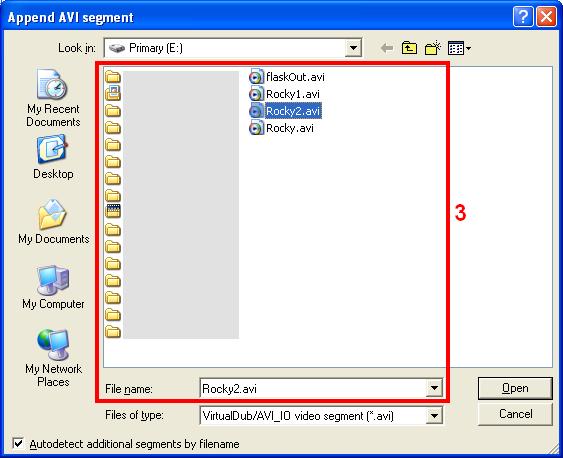 Append AVI segment
Look in: Primary (E:)
My Recent
Documents
Desktop
My Documents
My Computer
My Network
Places
flaskOut.avi
Rocky1.avi
Rocky2.avi
Rocky.avi
3
File name: Rocky2.avi Open
Files of type: VirtualDub/AVI_IO video segment (*.avi) Cancel
Autodetect additional segments by filename